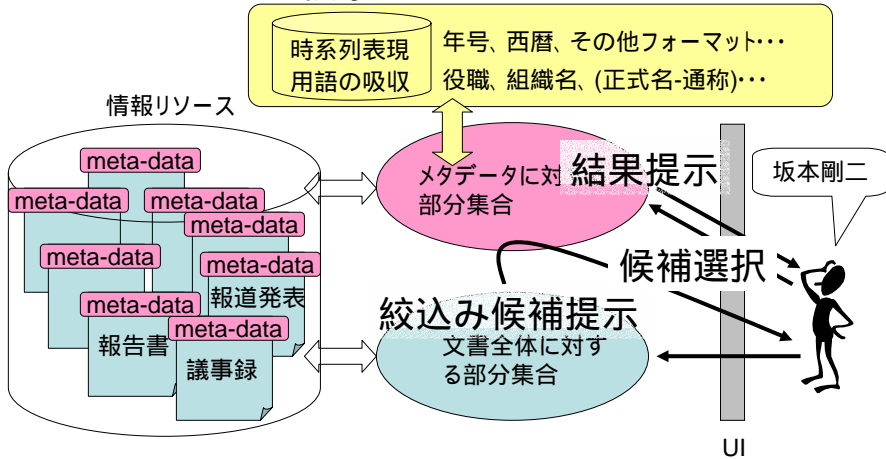 時系列表現
用語の吸収
年号、西暦、その他フォーマット･･･
役職、組織名、(正式名-通称)･･･
情報リソース
meta-data
meta-data
meta-data
meta-data
meta-data
meta-data
報道発表
meta-data
報告書
meta-data
議事録
メタデータに対
部分集合
結果提示
坂本剛二
候補選択
絞込み候補提示
文書全体に対す
る部分集合
UI